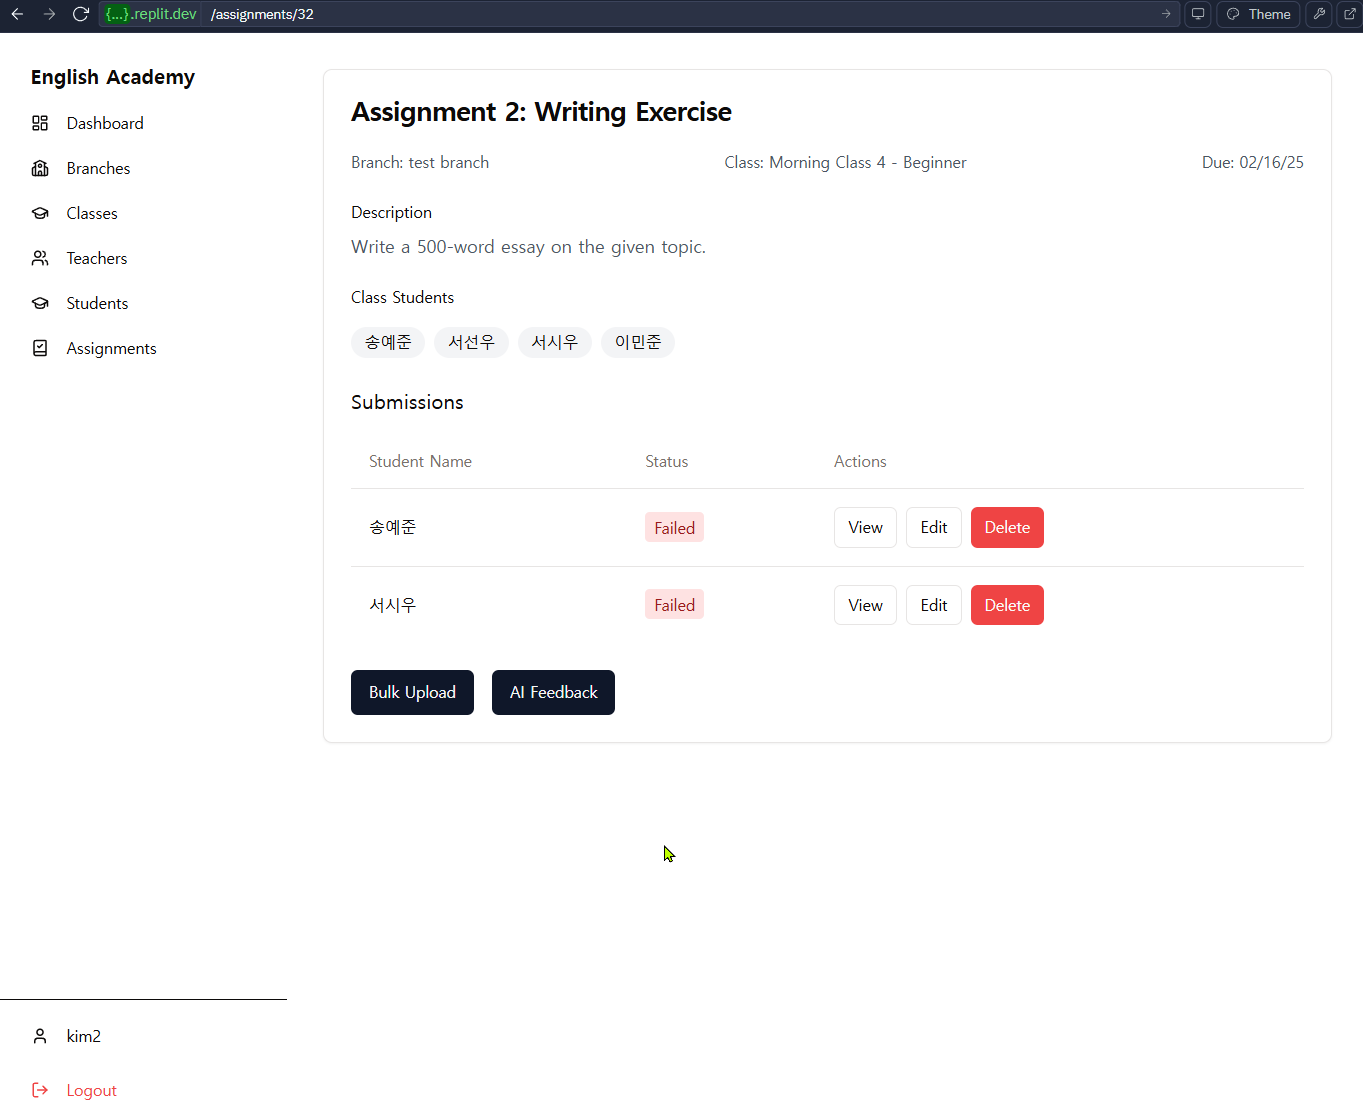 {...}.replit.dev /assignments/32 Theme
English Academy
Dashboard
Branches
Classes
Teachers
Students
Assignments
Assignment 2: Writing Exercise
Branch: test branch Class: Morning Class 4 - Beginner Due: 02/16/25
Description
Write a 500-word essay on the given topic.
Class Students
송예준 서선우 서시우 이민준
Submissions
Student Name Status Actions
송예준 Failed View Edit Delete
서시우 Failed View Edit Delete
Bulk Upload AI Feedback
kim2
Logout